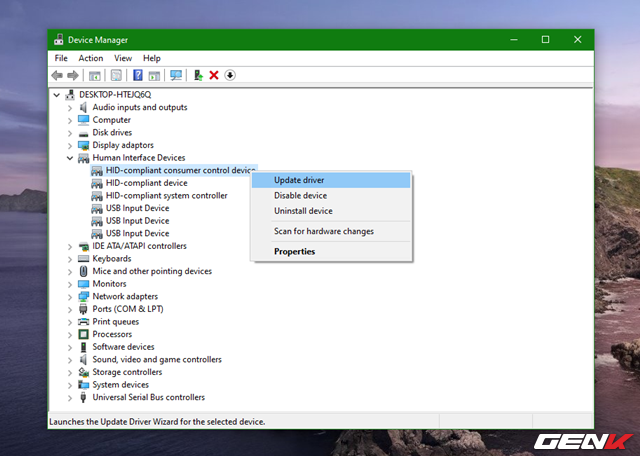 Device Manager
File Action View Help
DESKTOP-HTEJQ6Q
Audio inputs and outputs
Computer
Disk drives
Display adaptors
Human Interface Devices
HID-compliant consumer control device
HID-compliant device
HID-compliant system controller
USB Input Device
USB Input Device
USB Input Device
IDE ATA/ATAPI controllers
Keyboards
Mice and other pointing devices
Monitors
Network adapters
Ports (COM & LPT)
Print queues
Processors
Software devices
Sound, video and game controllers
Storage controllers
System devices
Universal Serial Bus controllers
Update driver
Disable device
Uninstall device
Scan for hardware changes
Properties
Launches the Update Driver Wizard for the selected device.
GENK